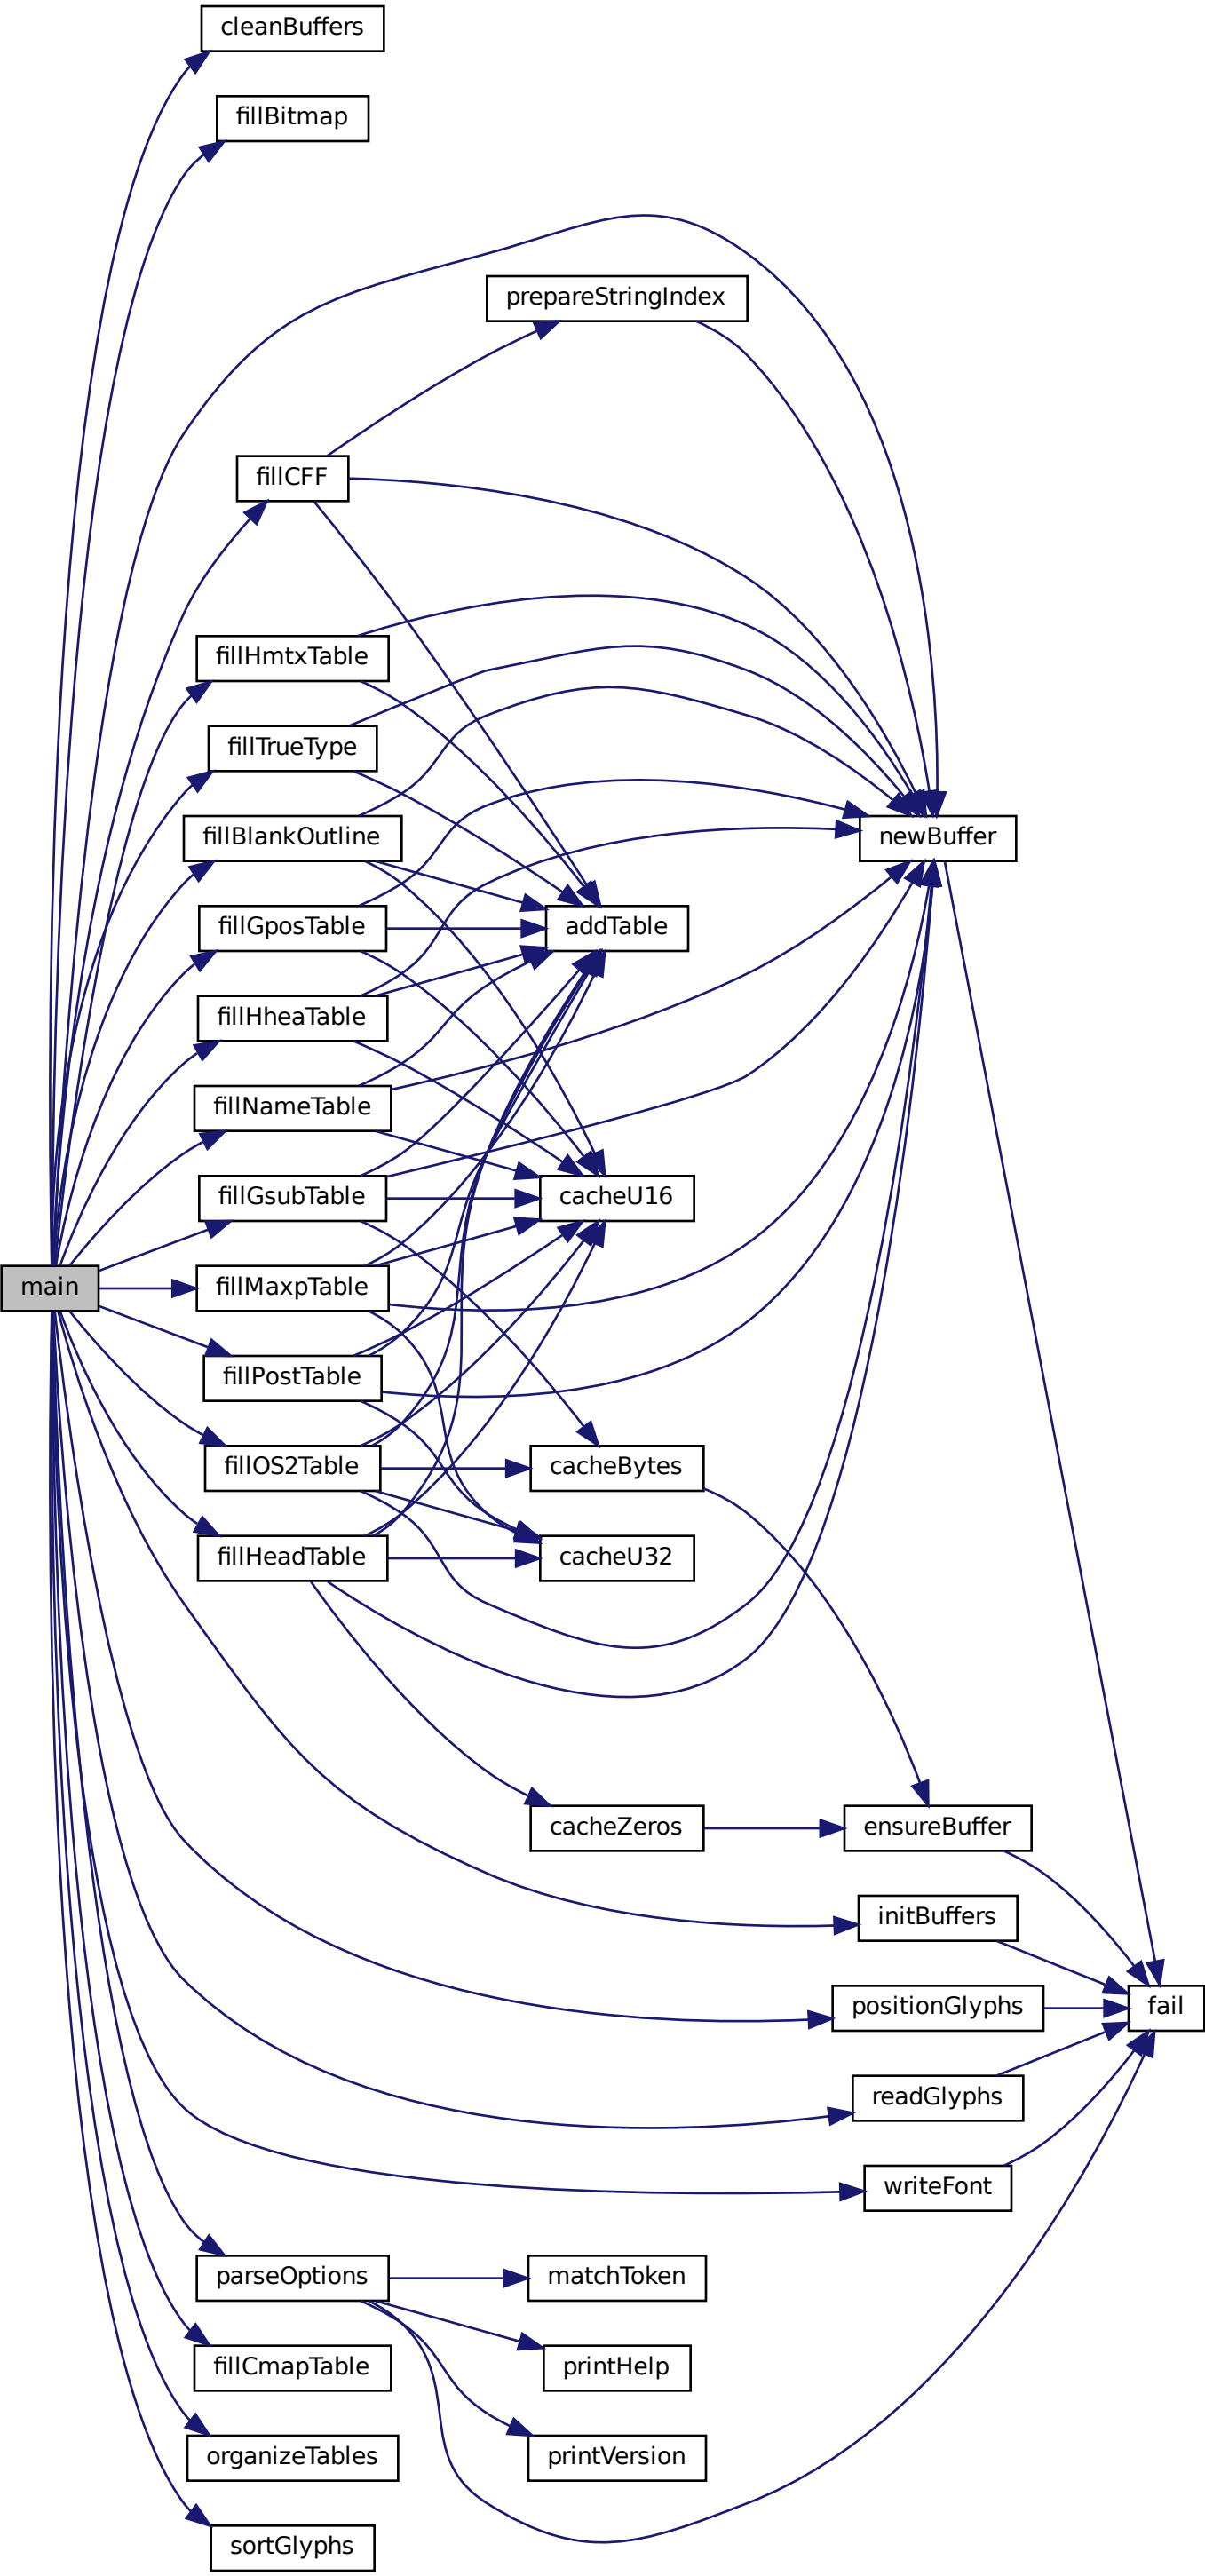 cleanBuffers
fillBitmap
prepareStringIndex
fillCFF
fillHmtxTable
fillTrueType
fillBlankOutline
newBuffer
fillGposTable
addTable
fillHheaTable
fillNameTable
fillGsubTable
cacheU16
main
fillMaxpTable
fillPostTable
fillOS2Table
cacheBytes
fillHeadTable
cacheU32
cacheZeros
ensureBuffer
initBuffers
positionGlyphs
fail
readGlyphs
writeFont
parseOptions
matchToken
fillCmapTable
printHelp
organizeTables
printVersion
sortGlyphs